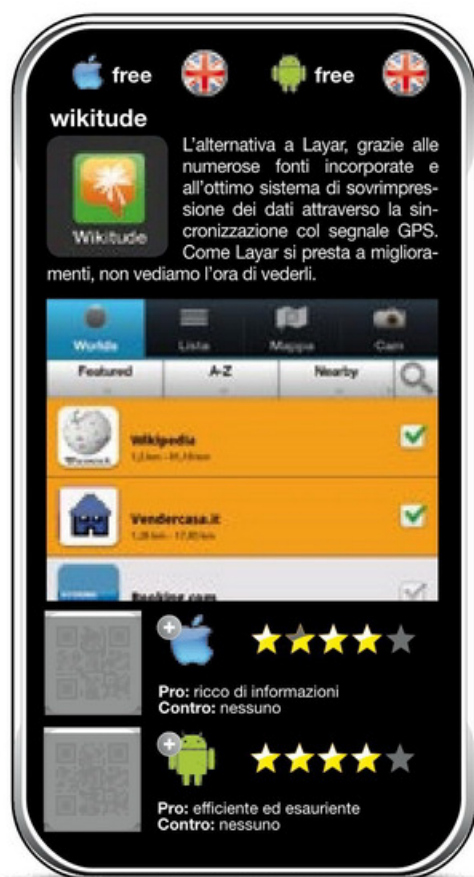 free free
wikitude
L'alternativa a Layar, grazie alle
numerose fonti incorporate e
all'ottimo sistema di sovrimpres-
sione dei dati attraverso la sin-
cronizzazione col segnale GPS.
Come Layar si presta a migliora-
menti, non vediamo l'ora di vederli.
Wikitude
Worlds Lista Mappa Cam
Featured A-Z Nearby
Wikipedia
Vendercasa.it
Booking.com
Pro: ricco di informazioni
Contro: nessuno
Pro: efficiente ed esauriente
Contro: nessuno